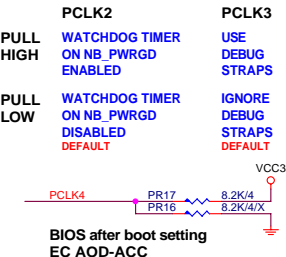 PCLK2 PCLK3
PULL WATCHDOG TIMER USE
HIGH ON NB_PWRGD DEBUG
ENABLED STRAPS
PULL WATCHDOG TIMER IGNORE
LOW ON NB_PWRGD DEBUG
DISABLED STRAPS
DEFAULT DEFAULT
VCC3
PCLK4 PR17 8.2K/4
PR16 8.2K/4/X
BIOS after boot setting
EC AOD-ACC